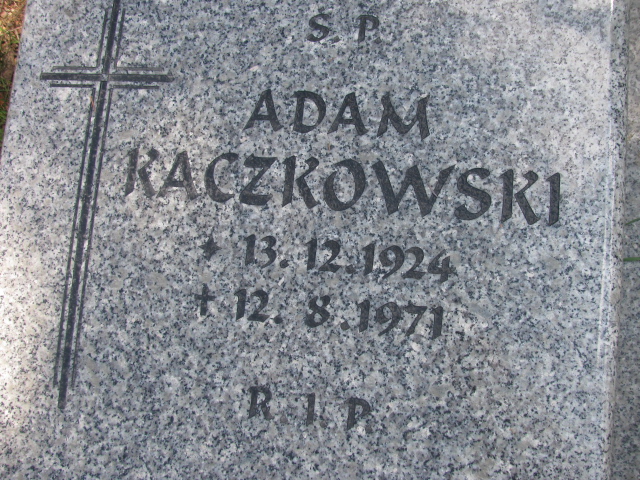 S. P.
ADAM
KACZKOWSKI
* 13. 12. 1924
+ 12. 8. 1971
R. I. P.